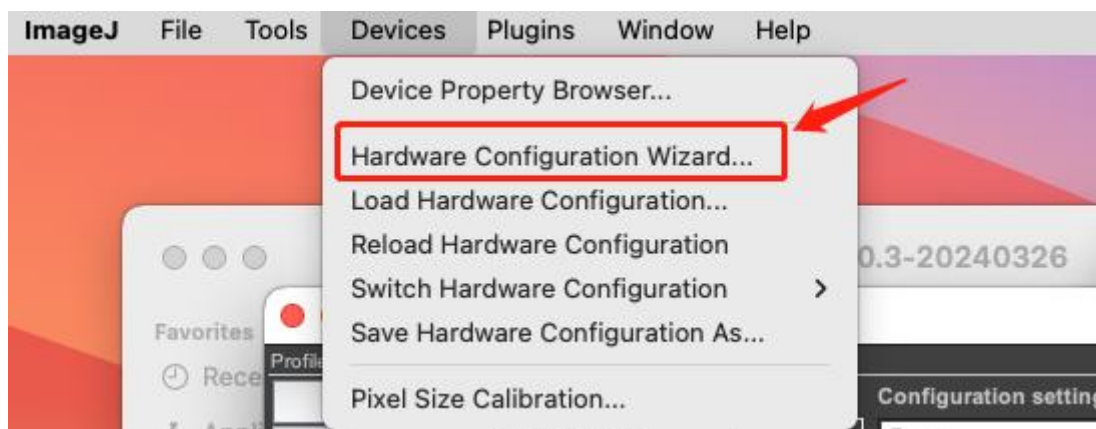 ImageJ File Tools Devices Plugins Window Help
Device Property Browser...
Hardware Configuration Wizard...
Load Hardware Configuration...
Reload Hardware Configuration
0.3-20240326
Switch Hardware Configuration
Favorites
Save Hardware Configuration As...
Profile
Rece
Pixel Size Calibration...
Configuration setting